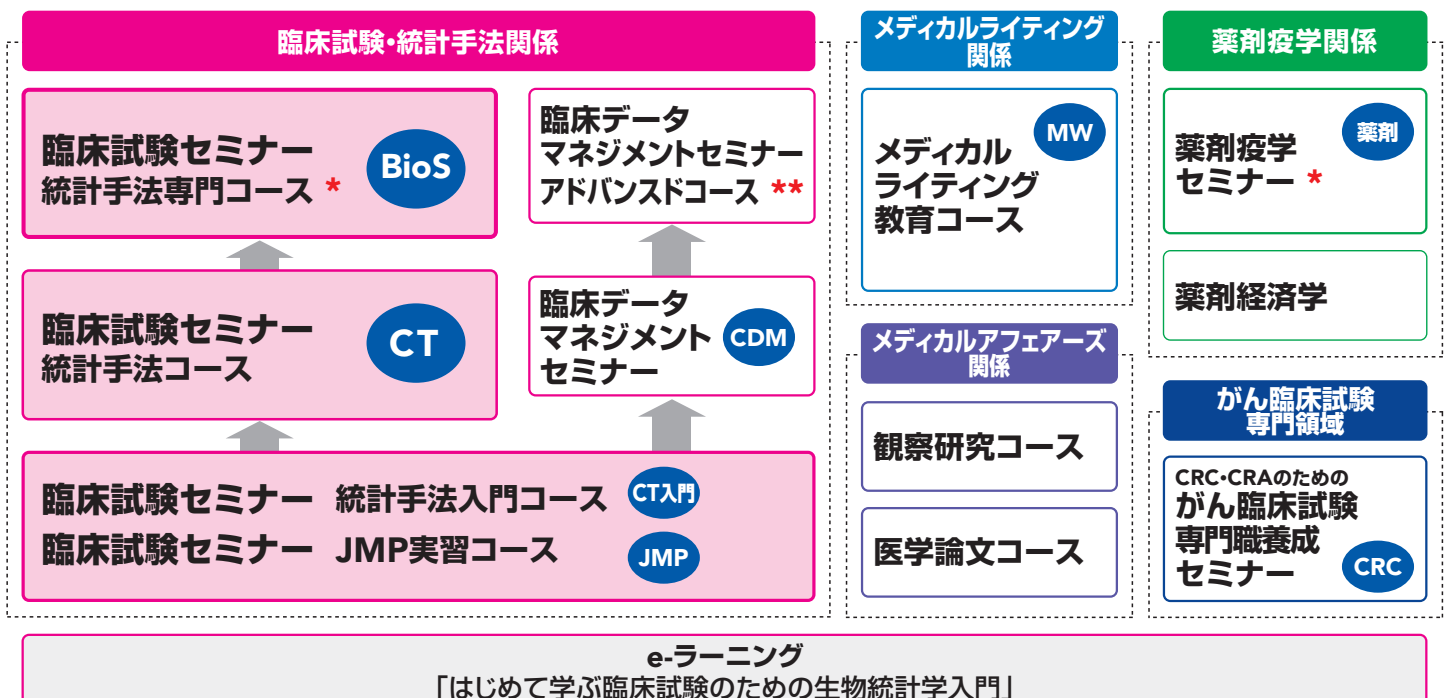 臨床試験・統計手法関係
臨床試験セミナー
統計手法専門コース *
BioS
臨床データ
マネジメントセミナー
アドバンスドコース **
臨床試験セミナー
統計手法コース
CT
臨床データ
マネジメント
セミナー
CDM
臨床試験セミナー 統計手法入門コース
CT入門
臨床試験セミナー JMP実習コース
JMP
メディカルライティング
関係
メディカル
ライティング
教育コース
MW
メディカルアフェアーズ
関係
観察研究コース
医学論文コース
薬剤疫学関係
薬剤疫学
セミナー *
薬剤
薬剤経済学
がん臨床試験
専門領域
CRC・CRAのための
がん臨床試験
専門職養成
セミナー
CRC
e-ラーニング
「はじめて学ぶ臨床試験のための生物統計学入門」